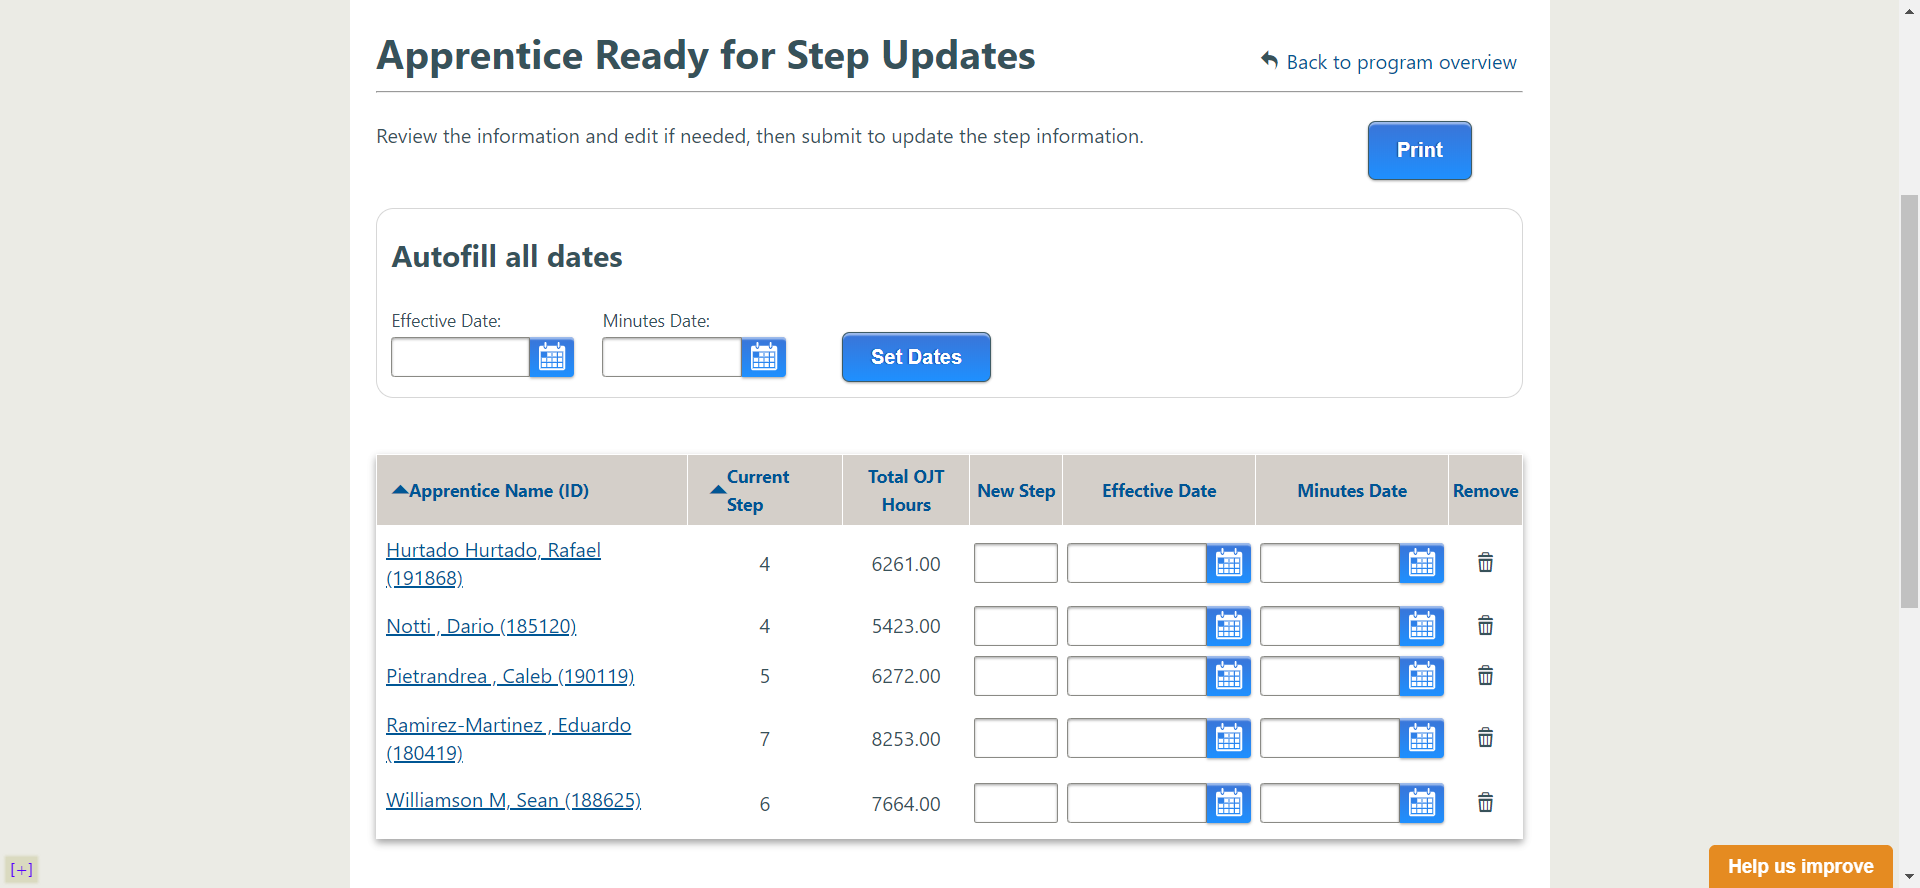 Apprentice Ready for Step Updates
Back to program overview
Review the information and edit if needed, then submit to update the step information.
Print
Autofill all dates
Effective Date:
Minutes Date:
Set Dates
Apprentice Name (ID)
Current
Step
Total OJT
Hours
New Step
Effective Date
Minutes Date
Remove
Hurtado Hurtado, Rafael
(191868)
4
6261.00
Notti , Dario (185120)
4
5423.00
Pietrandrea , Caleb (190119)
5
6272.00
Ramirez-Martinez , Eduardo
(180419)
7
8253.00
Williamson M, Sean (188625)
6
7664.00
[+]
Help us improve